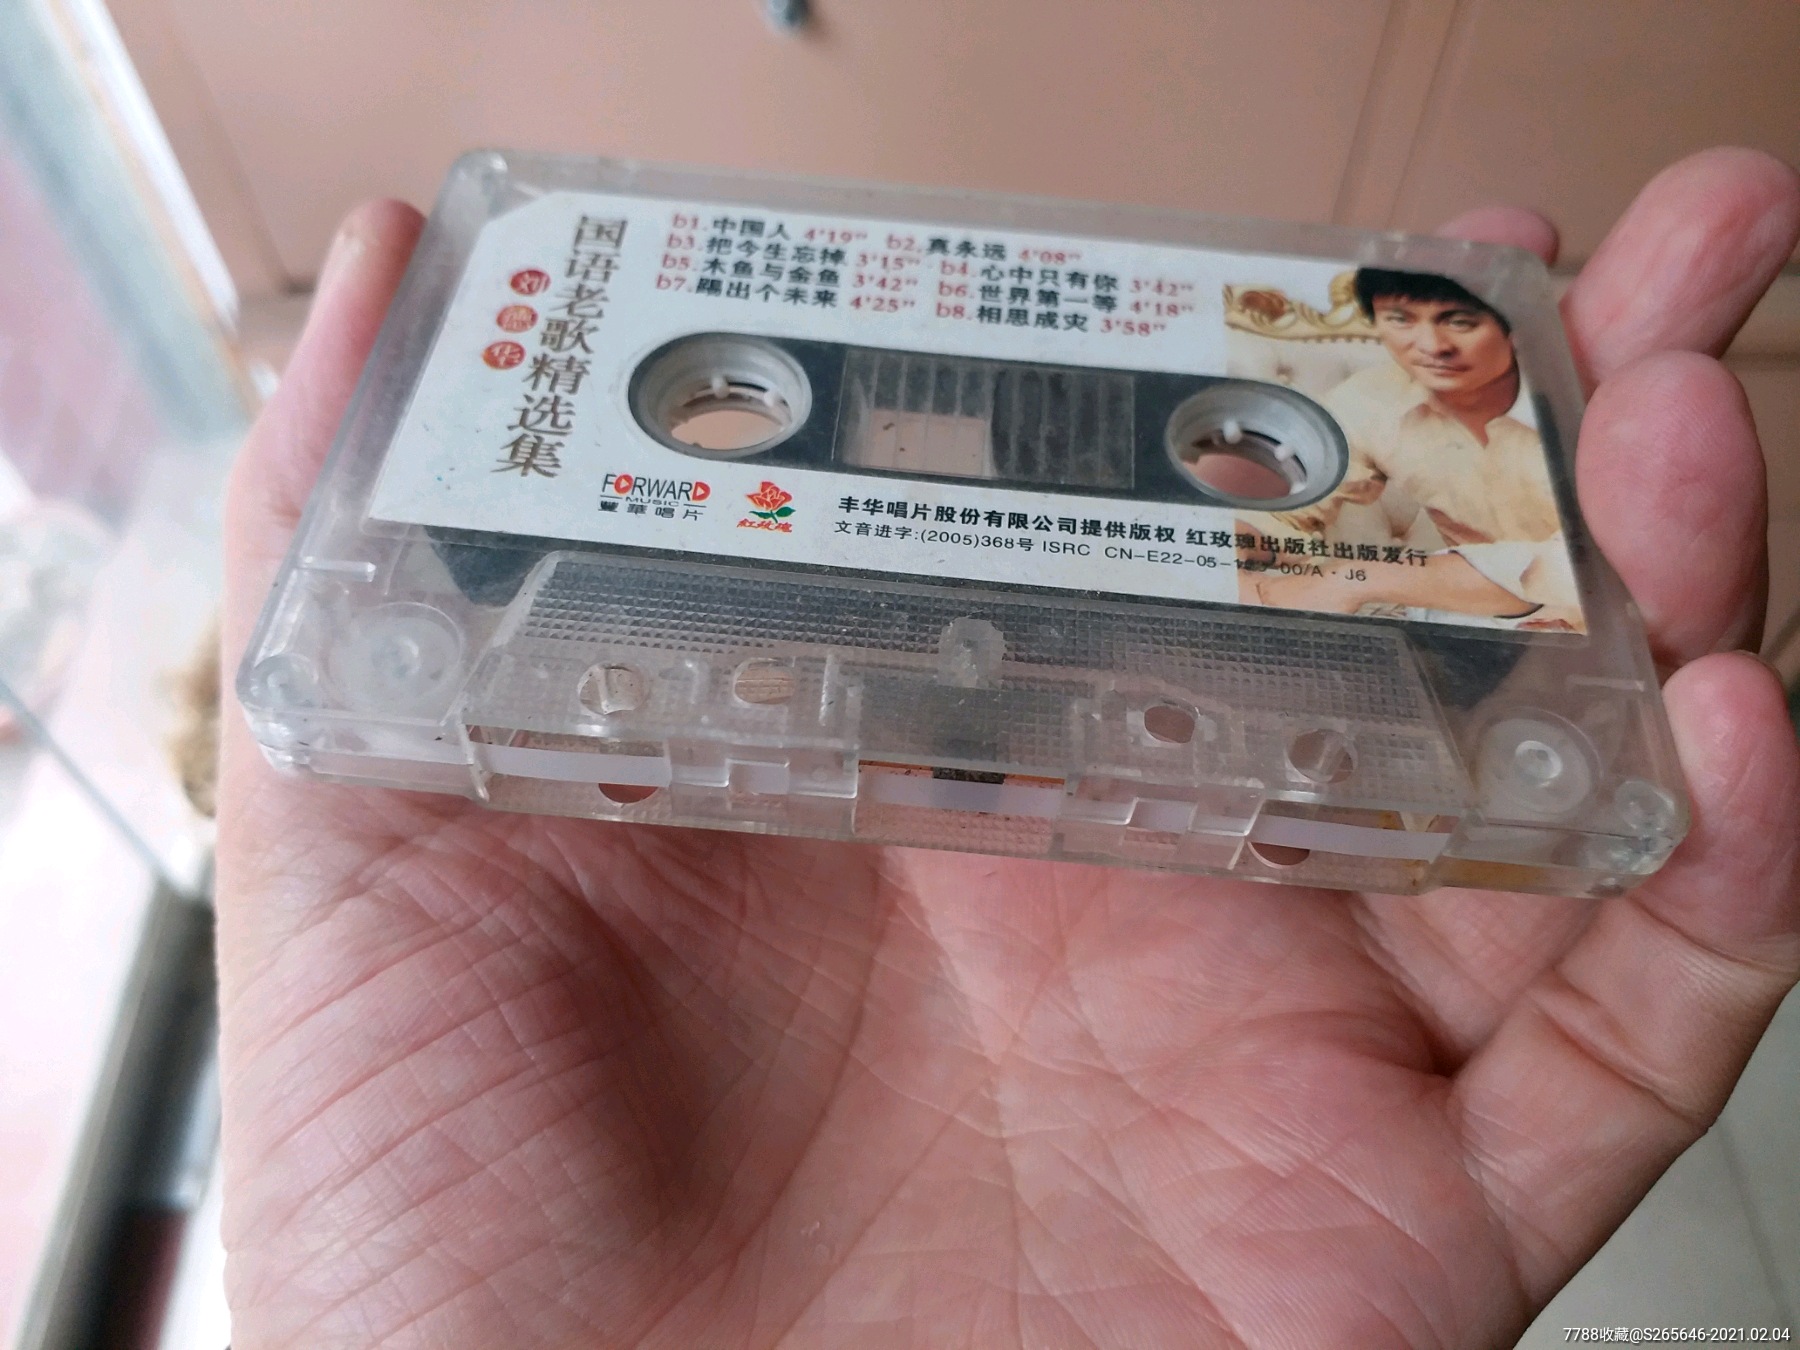 国语老歌精选集
刘德华
b1.中国人 4'19" b2.真永远 4'08"
b3.把今生忘掉 3'15" b4.心中只有你 3'42"
b5.木鱼与金鱼 3'42" b6.世界第一等 4'18"
b7.踢出个未来 4'25" b8.相思成灾 3'58"
FORWARD
MUSIC
豐華唱片
紅玫瑰
丰华唱片股份有限公司提供版权 红玫瑰出版社出版发行
文音进字:(2005)368号 ISRC CN-E22-05- -00/A·J6
7788收藏@S265646-2021.02.04